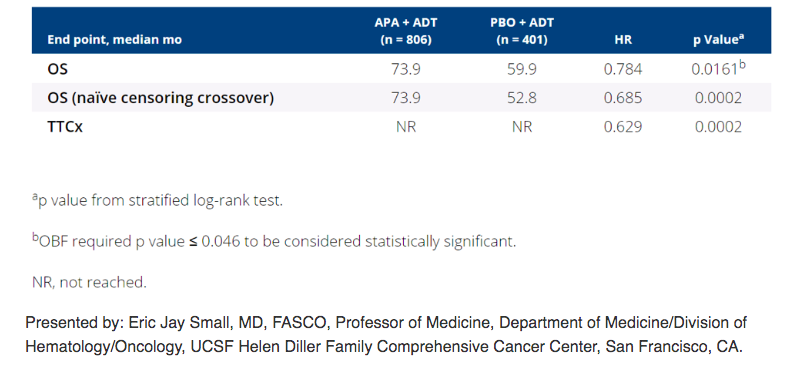 APA + ADT PBO + ADT
End point, median mo (n = 806) (n = 401) HR p Valueᵃ
OS 73.9 59.9 0.784 0.0161ᵇ
OS (naïve censoring crossover) 73.9 52.8 0.685 0.0002
TTCx NR NR 0.629 0.0002
ᵃp value from stratified log-rank test.
ᵇOBF required p value ≤ 0.046 to be considered statistically significant.
NR, not reached.
Presented by: Eric Jay Small, MD, FASCO, Professor of Medicine, Department of Medicine/Division of
Hematology/Oncology, UCSF Helen Diller Family Comprehensive Cancer Center, San Francisco, CA.